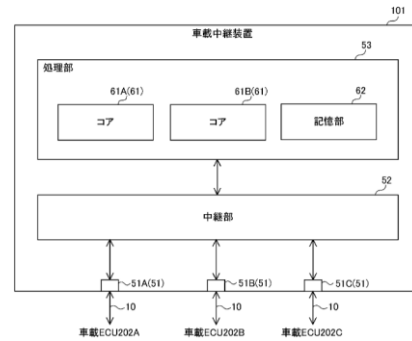 101
車載中継装置
53
処理部
61A(61)
61B(61)
62
コア
コア
記憶部
52
中継部
51A(51)
51B(51)
51C(51)
10
10
10
車載ECU202A
車載ECU202B
車載ECU202C